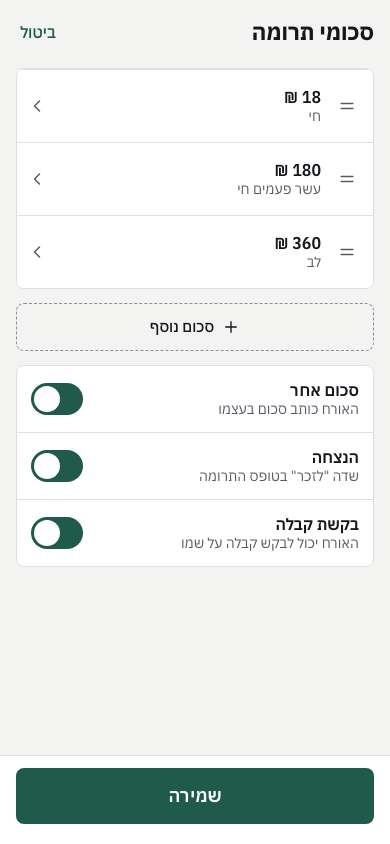 סכומי תרומה
ביטול
18 ₪
חי
180 ₪
עשר פעמים חי
360 ₪
לב
סכום נוסף
סכום אחר
האורח כותב סכום בעצמו
הנצחה
שדה "לזכר" בטופס התרומה
בקשת קבלה
האורח יכול לבקש קבלה על שמו
שמירה